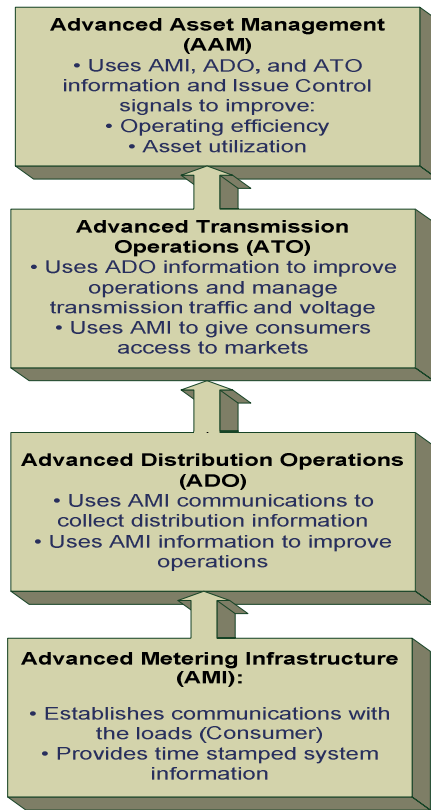 Advanced Asset Management
(AAM)
• Uses AMI, ADO, and ATO
information and Issue Control
signals to improve:
• Operating efficiency
• Asset utilization
Advanced Transmission
Operations (ATO)
• Uses ADO information to improve
operations and manage
transmission traffic and voltage
• Uses AMI to give consumers
access to markets
Advanced Distribution Operations
(ADO)
• Uses AMI communications to
collect distribution information
• Uses AMI information to improve
operations
Advanced Metering Infrastructure
(AMI):
• Establishes communications with
the loads (Consumer)
• Provides time stamped system
information